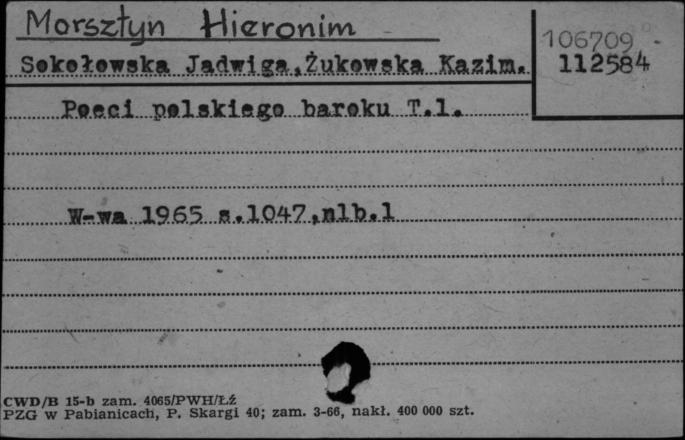 Morsztyn Hieronim
106709
Sokołowska Jadwiga,Żukowska Kazim.
112584
Poeci polskiego baroku T.1.
W-wa 1965 s.1047,nlb.1
CWD/B 15-b zam. 4065/PWH/Łź
PZG w Pabianicach, P. Skargi 40; zam. 3-66, nakł. 400 000 szt.